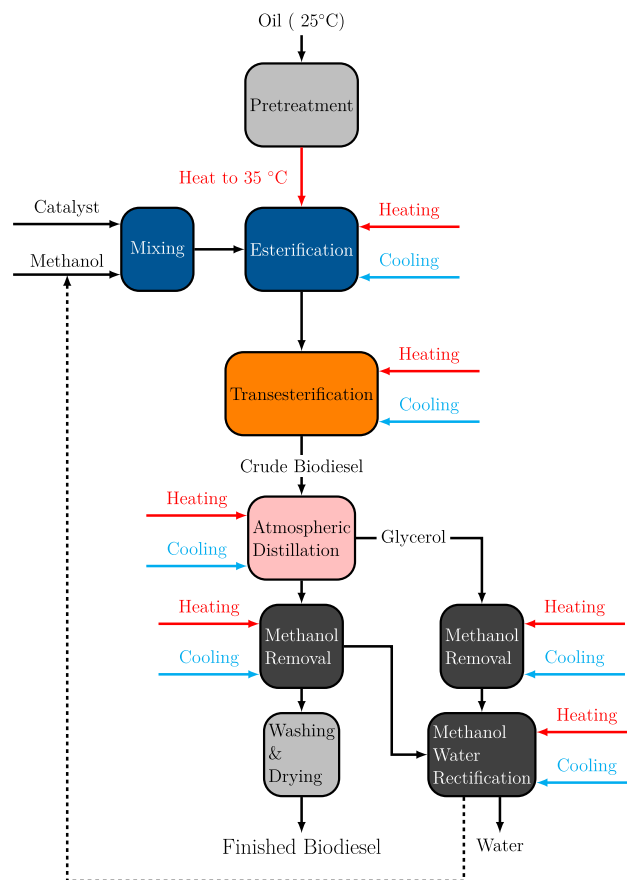 Oil ( 25°C)
Pretreatment
Heat to 35 °C
Catalyst
Heating
Mixing
Esterification
Methanol
Cooling
Heating
Transesterification
Cooling
Crude Biodiesel
Heating
Atmospheric
Distillation
Glycerol
Cooling
Heating
Methanol
Removal
Cooling
Methanol
Removal
Heating
Cooling
Washing
&
Drying
Methanol
Water
Rectification
Heating
Cooling
Finished Biodiesel
Water